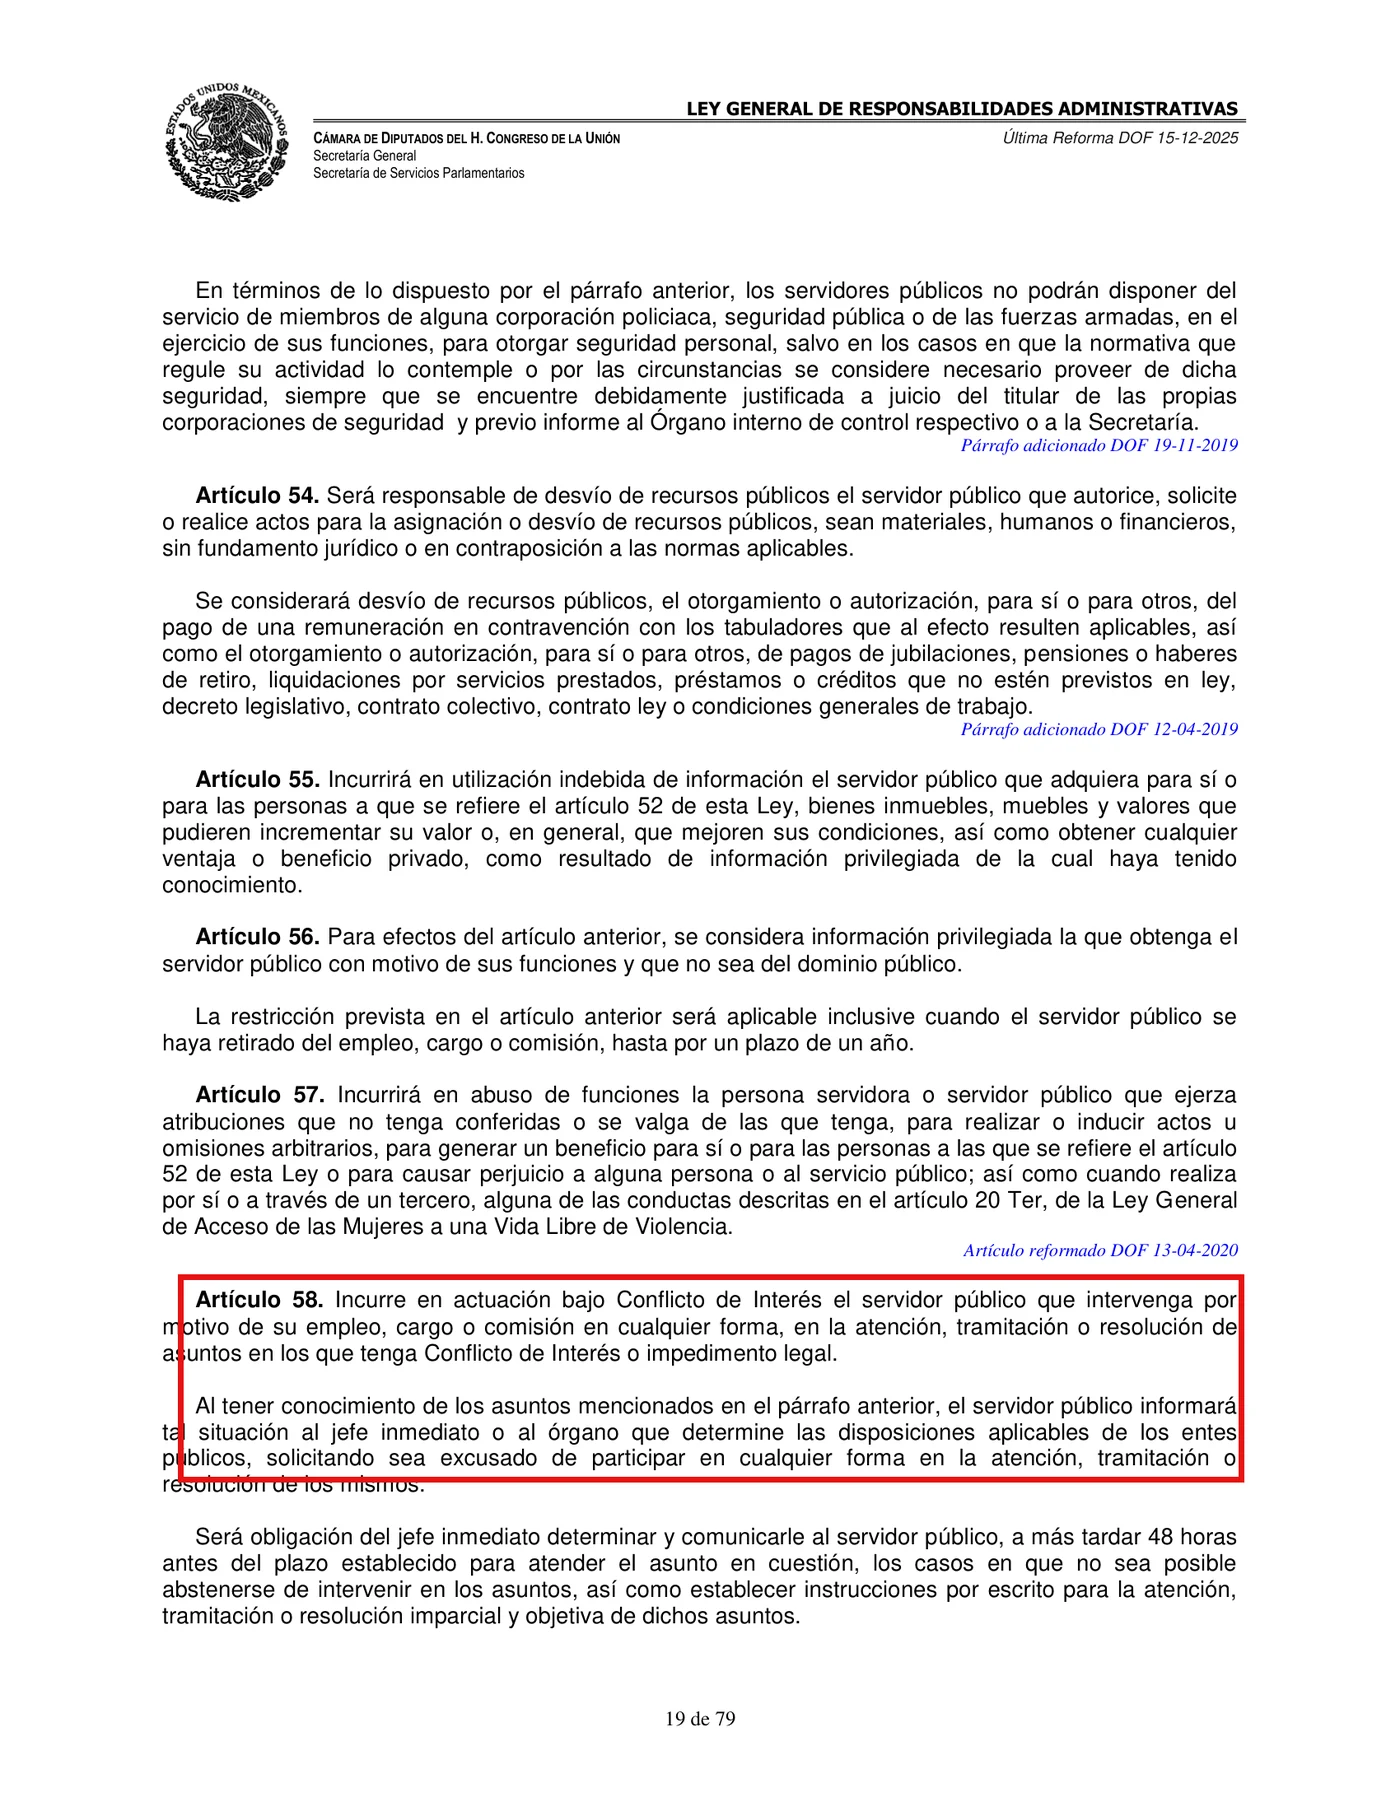 ESTADOS UNIDOS MEXICANOS
LEY GENERAL DE RESPONSABILIDADES ADMINISTRATIVAS
CÁMARA DE DIPUTADOS DEL H. CONGRESO DE LA UNIÓN
Última Reforma DOF 15-12-2025
Secretaría General
Secretaría de Servicios Parlamentarios
En términos de lo dispuesto por el párrafo anterior, los servidores públicos no podrán disponer del
servicio de miembros de alguna corporación policiaca, seguridad pública o de las fuerzas armadas, en el
ejercicio de sus funciones, para otorgar seguridad personal, salvo en los casos en que la normativa que
regule su actividad lo contemple o por las circunstancias se considere necesario proveer de dicha
seguridad, siempre que se encuentre debidamente justificada a juicio del titular de las propias
corporaciones de seguridad y previo informe al Órgano interno de control respectivo o a la Secretaría.
Párrafo adicionado DOF 19-11-2019
Artículo 54. Será responsable de desvío de recursos públicos el servidor público que autorice, solicite
o realice actos para la asignación o desvío de recursos públicos, sean materiales, humanos o financieros,
sin fundamento jurídico o en contraposición a las normas aplicables.
Se considerará desvío de recursos públicos, el otorgamiento o autorización, para sí o para otros, del
pago de una remuneración en contravención con los tabuladores que al efecto resulten aplicables, así
como el otorgamiento o autorización, para sí o para otros, de pagos de jubilaciones, pensiones o haberes
de retiro, liquidaciones por servicios prestados, préstamos o créditos que no estén previstos en ley,
decreto legislativo, contrato colectivo, contrato ley o condiciones generales de trabajo.
Párrafo adicionado DOF 12-04-2019
Artículo 55. Incurrirá en utilización indebida de información el servidor público que adquiera para sí o
para las personas a que se refiere el artículo 52 de esta Ley, bienes inmuebles, muebles y valores que
pudieren incrementar su valor o, en general, que mejoren sus condiciones, así como obtener cualquier
ventaja o beneficio privado, como resultado de información privilegiada de la cual haya tenido
conocimiento.
Artículo 56. Para efectos del artículo anterior, se considera información privilegiada la que obtenga el
servidor público con motivo de sus funciones y que no sea del dominio público.
La restricción prevista en el artículo anterior será aplicable inclusive cuando el servidor público se
haya retirado del empleo, cargo o comisión, hasta por un plazo de un año.
Artículo 57. Incurrirá en abuso de funciones la persona servidora o servidor público que ejerza
atribuciones que no tenga conferidas o se valga de las que tenga, para realizar o inducir actos u
omisiones arbitrarios, para generar un beneficio para sí o para las personas a las que se refiere el artículo
52 de esta Ley o para causar perjuicio a alguna persona o al servicio público; así como cuando realiza
por sí o a través de un tercero, alguna de las conductas descritas en el artículo 20 Ter, de la Ley General
de Acceso de las Mujeres a una Vida Libre de Violencia.
Artículo reformado DOF 13-04-2020
Artículo 58. Incurre en actuación bajo Conflicto de Interés el servidor público que intervenga por
motivo de su empleo, cargo o comisión en cualquier forma, en la atención, tramitación o resolución de
asuntos en los que tenga Conflicto de Interés o impedimento legal.
Al tener conocimiento de los asuntos mencionados en el párrafo anterior, el servidor público informará
tal situación al jefe inmediato o al órgano que determine las disposiciones aplicables de los entes
públicos, solicitando sea excusado de participar en cualquier forma en la atención, tramitación o
resolución de los mismos.
Será obligación del jefe inmediato determinar y comunicarle al servidor público, a más tardar 48 horas
antes del plazo establecido para atender el asunto en cuestión, los casos en que no sea posible
abstenerse de intervenir en los asuntos, así como establecer instrucciones por escrito para la atención,
tramitación o resolución imparcial y objetiva de dichos asuntos.
19 de 79